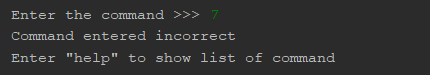 Enter the command >>> 7
Command entered incorrect
Enter "help" to show list of command